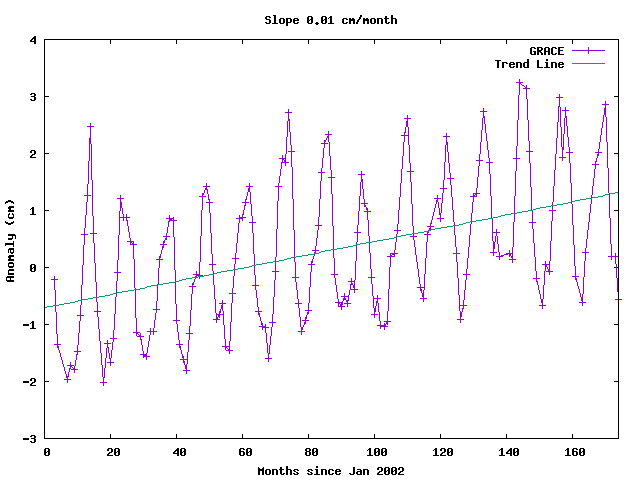 Slope 0.01 cm/month
GRACE
Trend Line
4
3
2
1
0
-1
-2
-3
Anomaly (cm)
0 20 40 60 80 100 120 140 160
Months since Jan 2002